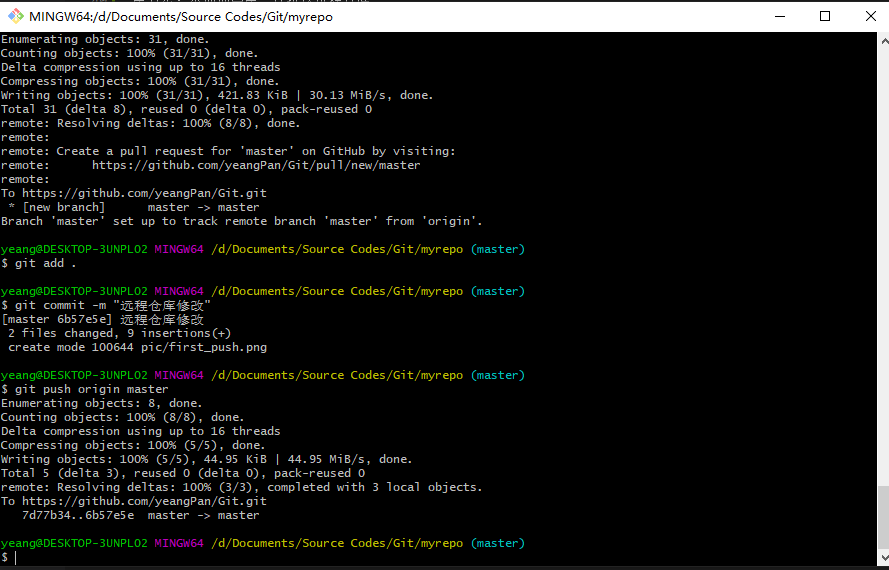 MINGW64:/d/Documents/Source Codes/Git/myrepo
Enumerating objects: 31, done.
Counting objects: 100% (31/31), done.
Delta compression using up to 16 threads
Compressing objects: 100% (31/31), done.
Writing objects: 100% (31/31), 421.83 KiB | 30.13 MiB/s, done.
Total 31 (delta 8), reused 0 (delta 0), pack-reused 0
remote: Resolving deltas: 100% (8/8), done.
remote:
remote: Create a pull request for 'master' on GitHub by visiting:
remote:      https://github.com/yeangPan/Git/pull/new/master
remote:
To https://github.com/yeangPan/Git.git
 * [new branch]      master -> master
Branch 'master' set up to track remote branch 'master' from 'origin'.
yeang@DESKTOP-3UNPLO2 MINGW64 /d/Documents/Source Codes/Git/myrepo (master)
$ git add .
yeang@DESKTOP-3UNPLO2 MINGW64 /d/Documents/Source Codes/Git/myrepo (master)
$ git commit -m "远程仓库修改"
[master 6b57e5e] 远程仓库修改
 2 files changed, 9 insertions(+)
 create mode 100644 pic/first_push.png
yeang@DESKTOP-3UNPLO2 MINGW64 /d/Documents/Source Codes/Git/myrepo (master)
$ git push origin master
Enumerating objects: 8, done.
Counting objects: 100% (8/8), done.
Delta compression using up to 16 threads
Compressing objects: 100% (5/5), done.
Writing objects: 100% (5/5), 44.95 KiB | 44.95 MiB/s, done.
Total 5 (delta 3), reused 0 (delta 0), pack-reused 0
remote: Resolving deltas: 100% (3/3), completed with 3 local objects.
To https://github.com/yeangPan/Git.git
   7d77b34..6b57e5e  master -> master
yeang@DESKTOP-3UNPLO2 MINGW64 /d/Documents/Source Codes/Git/myrepo (master)
$